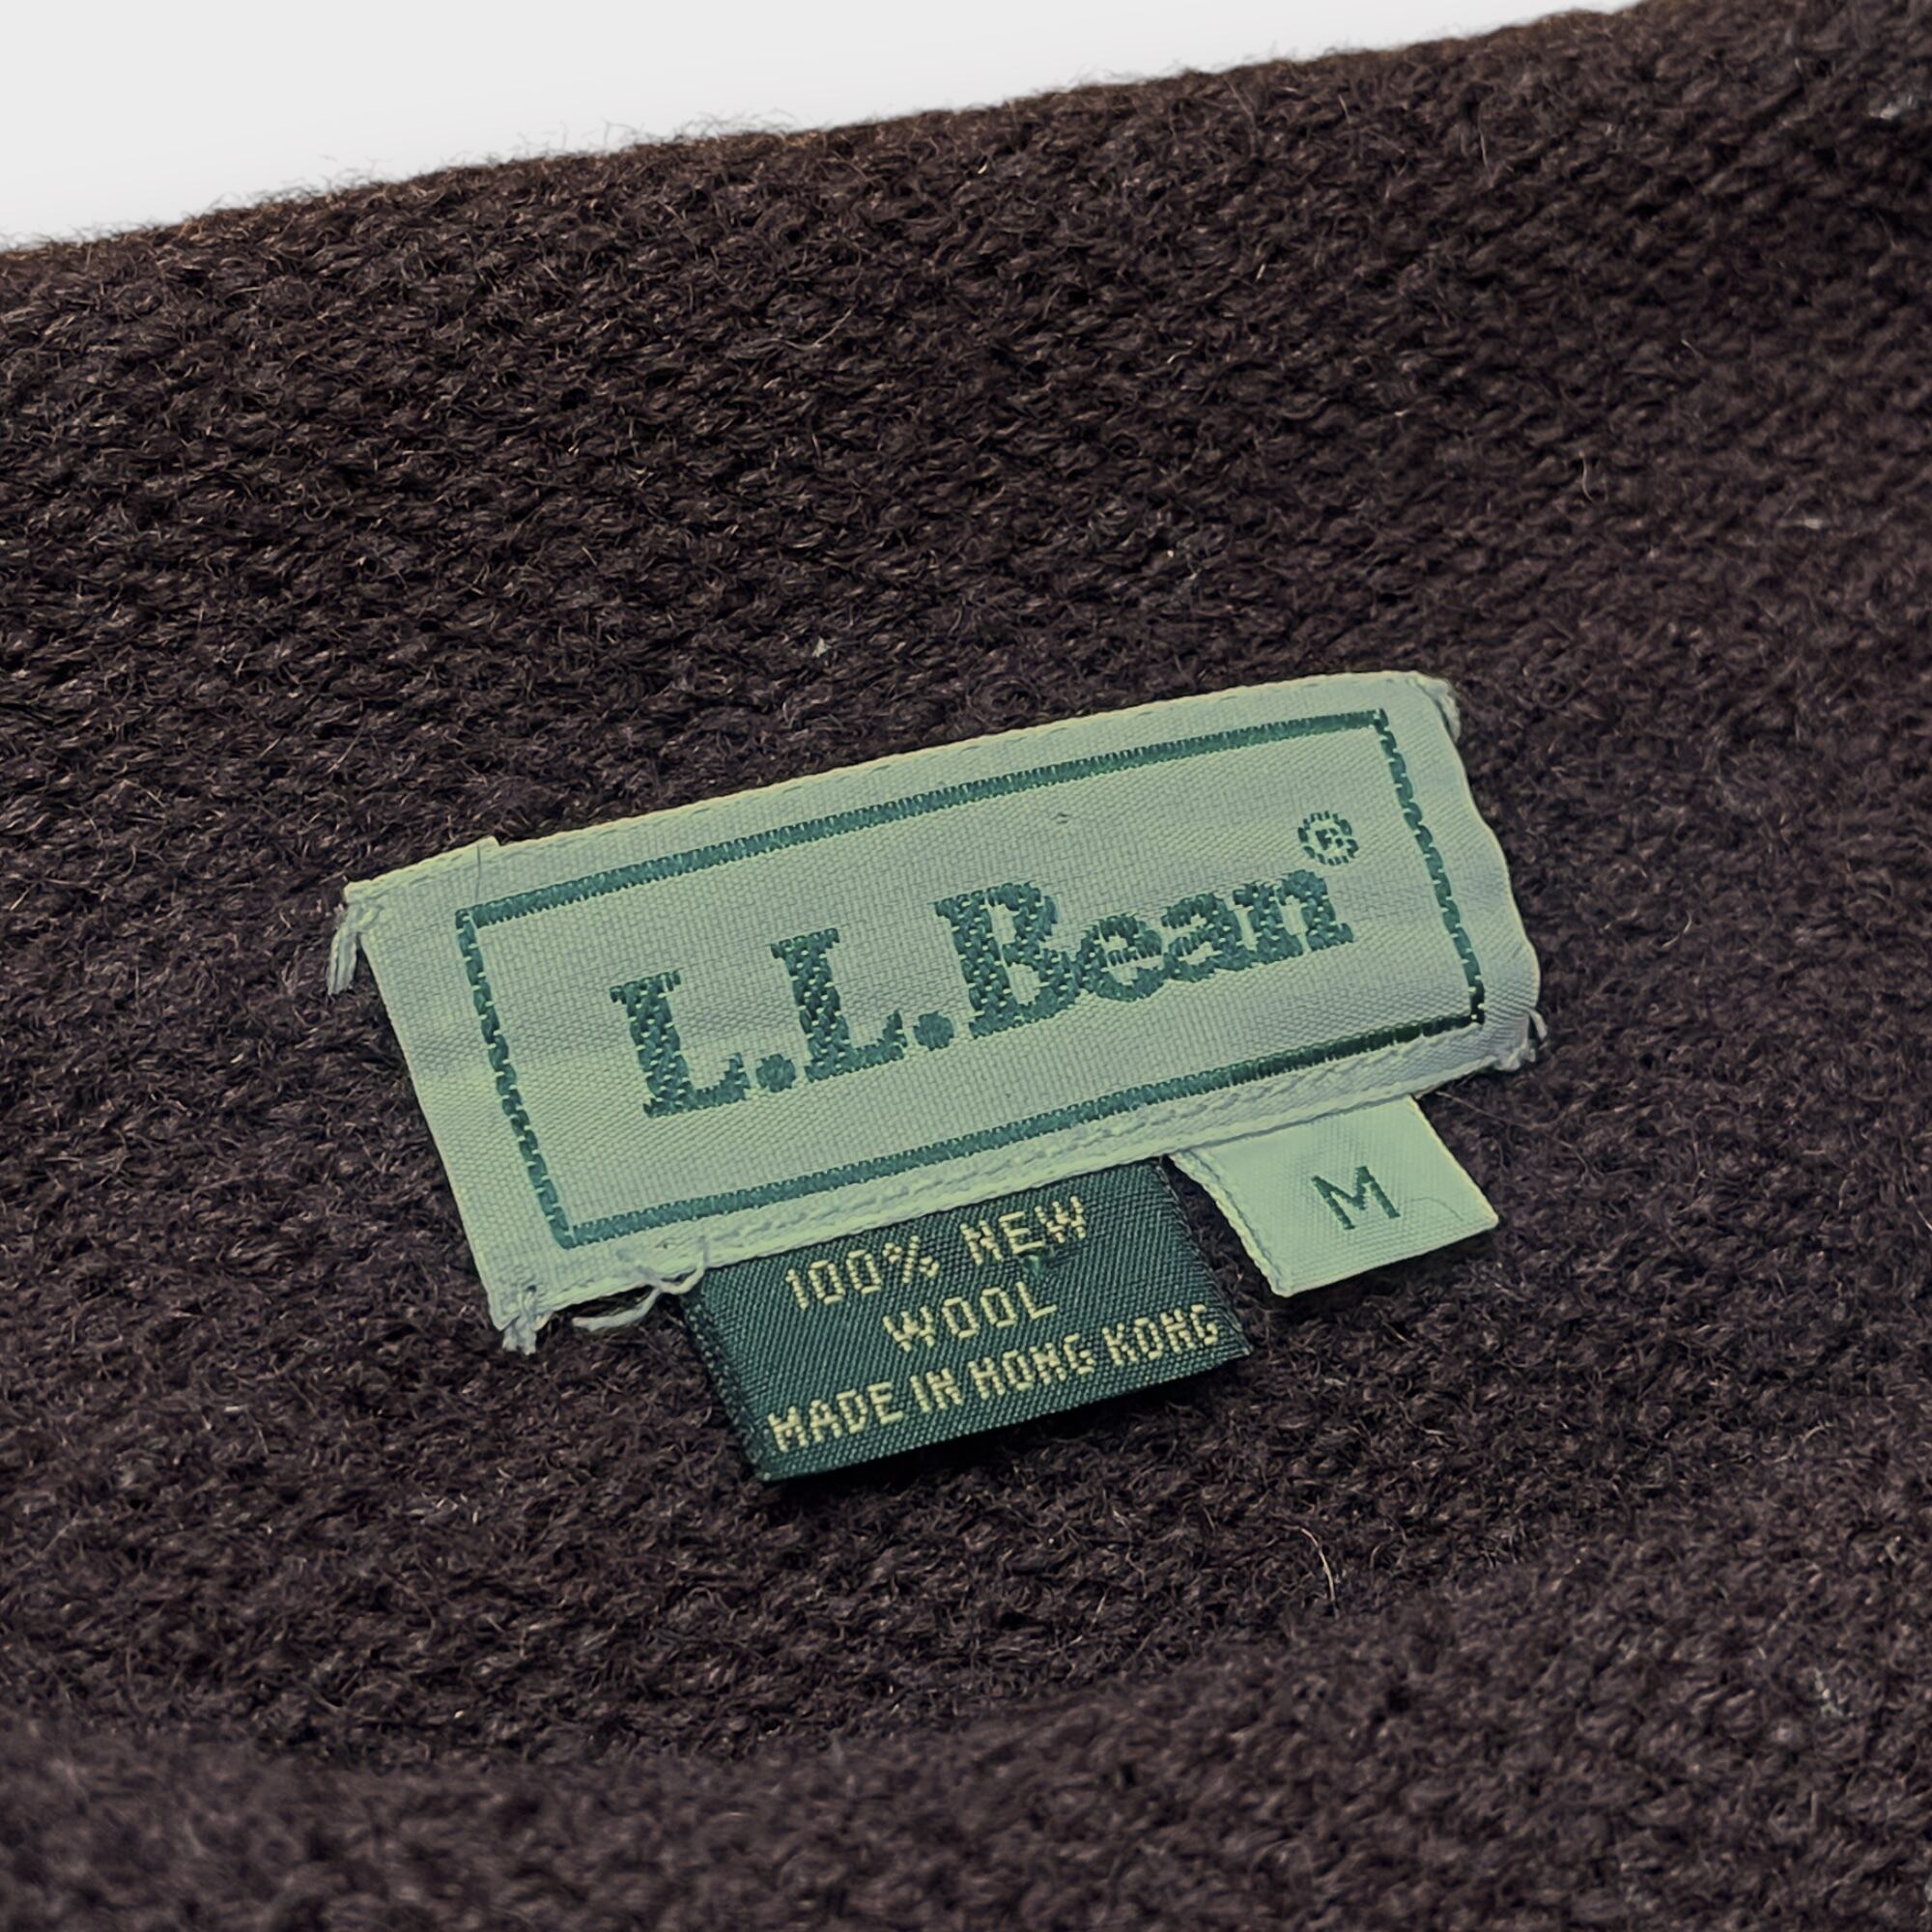 L.L.Bean®
M
100% NEW
WOOL
MADE IN HONG KONG